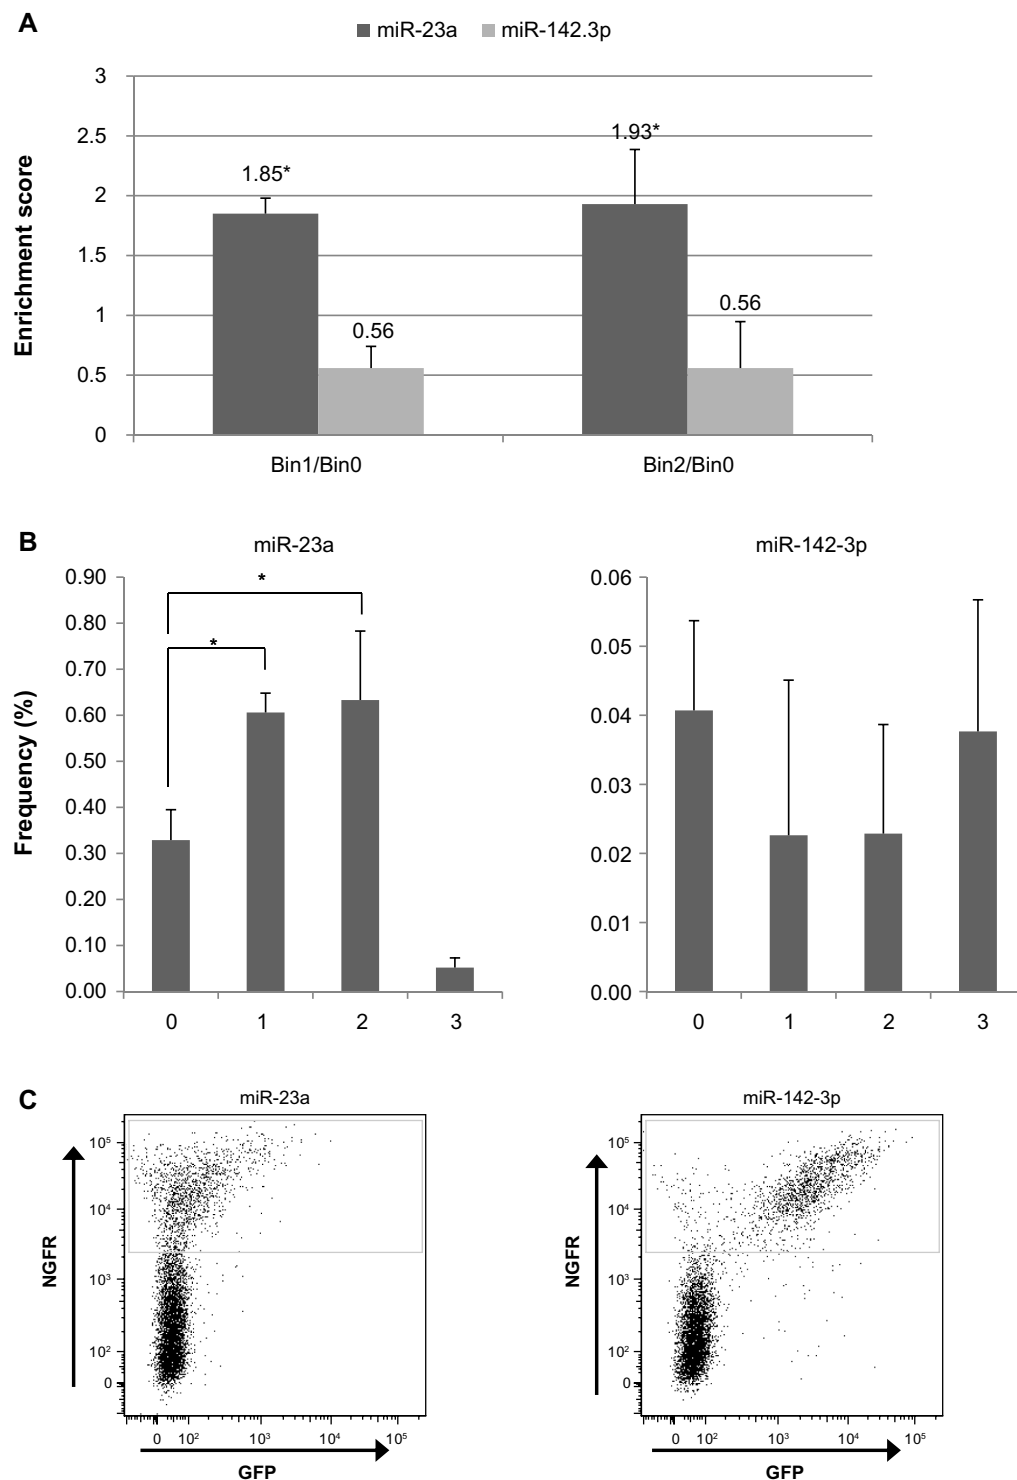 A
miR-23a miR-142.3p
3
2.5
2
1.5
1
0.5
0
Enrichment score
1.85*
0.56
1.93*
0.56
Bin1/Bin0 Bin2/Bin0
B
miR-23a
0.90
0.80
0.70
0.60
0.50
0.40
0.30
0.20
0.10
0.00
Frequency (%)
*
*
0 1 2 3
miR-142-3p
0.06
0.05
0.04
0.03
0.02
0.01
0.00
0 1 2 3
C
miR-23a
NGFR
10⁵
10⁴
10³
10²
0
0 10² 10³ 10⁴ 10⁵
GFP
miR-142-3p
NGFR
10⁵
10⁴
10³
10²
0
0 10² 10³ 10⁴ 10⁵
GFP